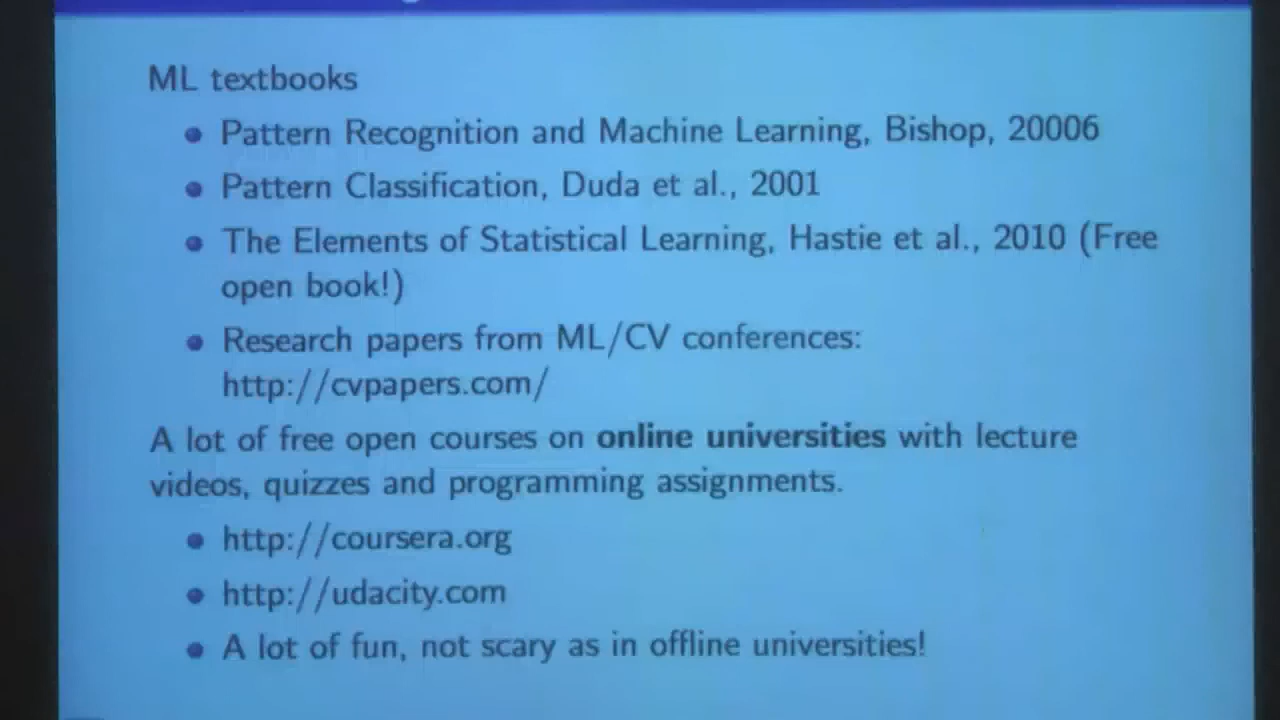 ML textbooks
Pattern Recognition and Machine Learning, Bishop, 20006
Pattern Classification, Duda et al., 2001
The Elements of Statistical Learning, Hastie et al., 2010 (Free
open book!)
Research papers from ML/CV conferences:
http://cvpapers.com/
A lot of free open courses on online universities with lecture
videos, quizzes and programming assignments.
http://coursera.org
http://udacity.com
A lot of fun, not scary as in offline universities!